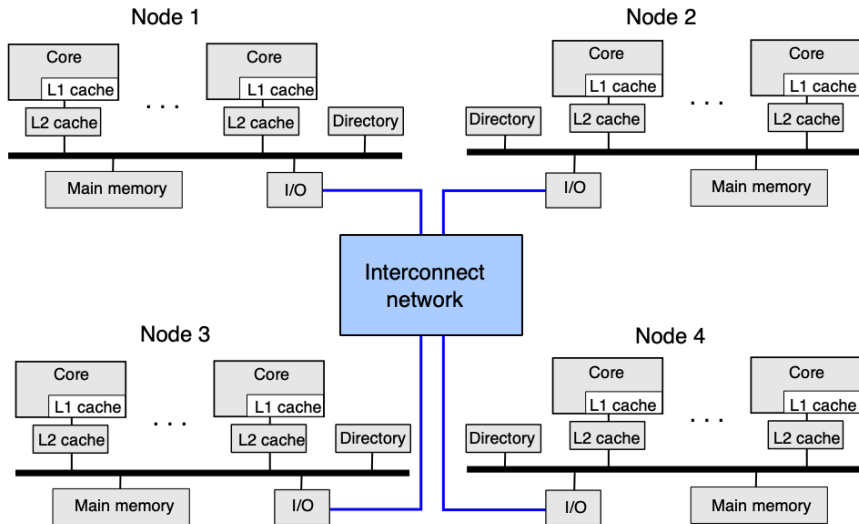 Node 1
Node 2
Core
Core
Core
Core
L1 cache
L1 cache
L1 cache
L1 cache
. . .
. . .
L2 cache
L2 cache
Directory
Directory
L2 cache
L2 cache
Main memory
I/O
I/O
Main memory
Interconnect
network
Node 3
Node 4
Core
Core
Core
Core
L1 cache
L1 cache
L1 cache
L1 cache
. . .
. . .
L2 cache
L2 cache
Directory
Directory
L2 cache
L2 cache
Main memory
I/O
I/O
Main memory